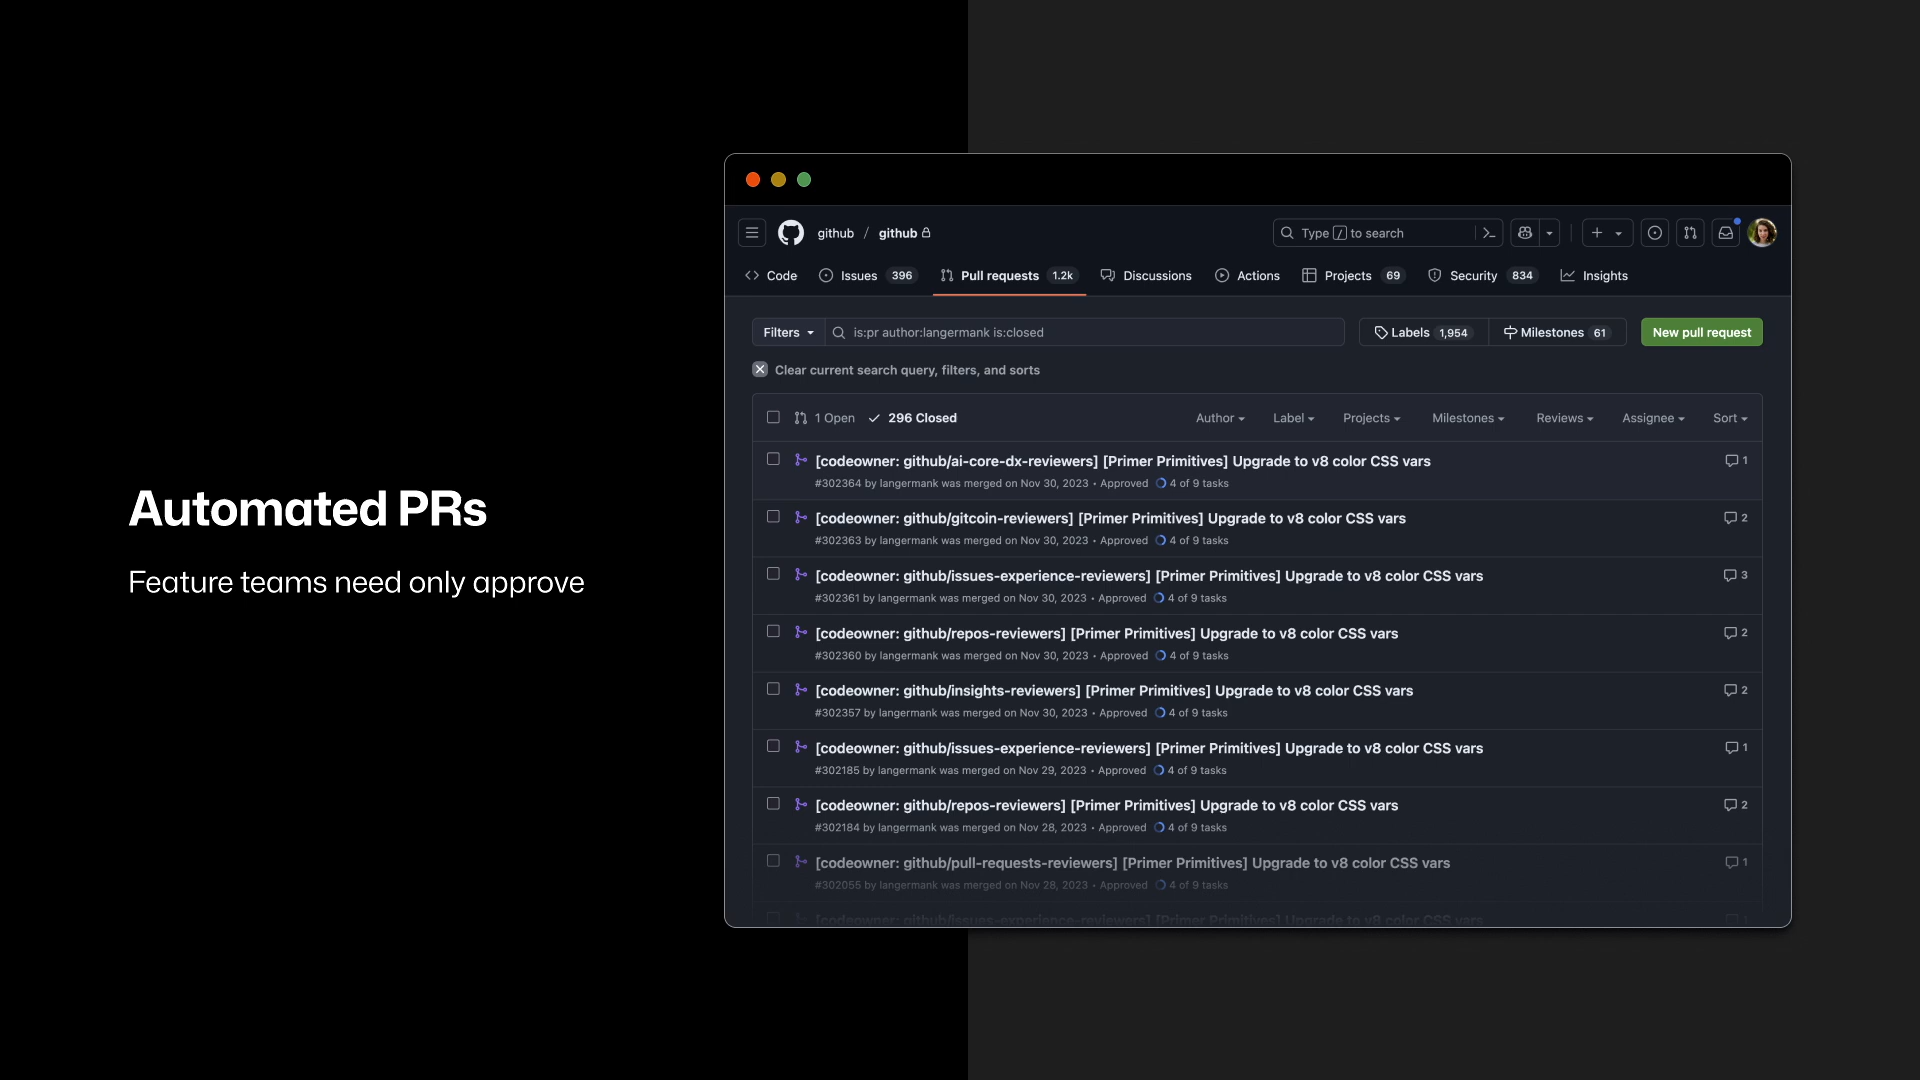 Automated PRs
Feature teams need only approve
github / github
Type / to search
Code
Issues 396
Pull requests 1.2k
Discussions
Actions
Projects 69
Security 834
Insights
Filters
is:pr author:langermank is:closed
Labels 1,954
Milestones 61
New pull request
Clear current search query, filters, and sorts
1 Open
296 Closed
Author
Label
Projects
Milestones
Reviews
Assignee
Sort
[codeowner: github/ai-core-dx-reviewers] [Primer Primitives] Upgrade to v8 color CSS vars
1
#302364 by langermank was merged on Nov 30, 2023 • Approved 4 of 9 tasks
[codeowner: github/gitcoin-reviewers] [Primer Primitives] Upgrade to v8 color CSS vars
2
#302363 by langermank was merged on Nov 30, 2023 • Approved 4 of 9 tasks
[codeowner: github/issues-experience-reviewers] [Primer Primitives] Upgrade to v8 color CSS vars
3
#302361 by langermank was merged on Nov 30, 2023 • Approved 4 of 9 tasks
[codeowner: github/repos-reviewers] [Primer Primitives] Upgrade to v8 color CSS vars
2
#302360 by langermank was merged on Nov 30, 2023 • Approved 4 of 9 tasks
[codeowner: github/insights-reviewers] [Primer Primitives] Upgrade to v8 color CSS vars
2
#302357 by langermank was merged on Nov 30, 2023 • Approved 4 of 9 tasks
[codeowner: github/issues-experience-reviewers] [Primer Primitives] Upgrade to v8 color CSS vars
1
#302185 by langermank was merged on Nov 29, 2023 • Approved 4 of 9 tasks
[codeowner: github/repos-reviewers] [Primer Primitives] Upgrade to v8 color CSS vars
2
#302184 by langermank was merged on Nov 28, 2023 • Approved 4 of 9 tasks
[codeowner: github/pull-requests-reviewers] [Primer Primitives] Upgrade to v8 color CSS vars
1
#302055 by langermank was merged on Nov 28, 2023 • Approved 4 of 9 tasks
[codeowner: github/issues-experience-reviewers] [Primer Primitives] Upgrade to v8 color CSS vars
1